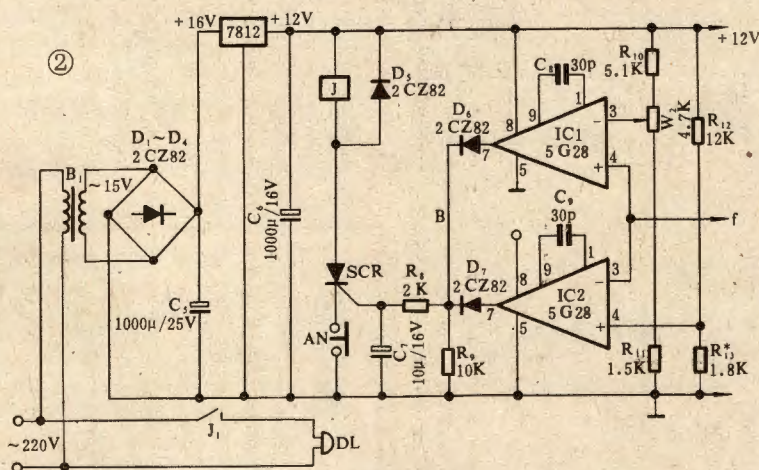 ②
+16V
7812
+12V
+12V
J
D₅
2CZ82
C₈
30p
R₁₀
5.1K
9
1
8
3
W₂
4.7K
R₁₂
12K
D₆
2CZ82
7
−
IC1
5G28
+
4
5
D₁~D₄
2CZ82
B₁
~15V
C₆
1000μ/16V
B
C₉
30p
f
9
1
8
3
SCR
R₈
2K
D₇
2CZ82
7
−
IC2
5G28
+
4
5
C₅
1000μ/25V
AN
C₇
10μ/16V
R₉
10K
R₁₁
1.5K
R₁₃*
1.8K
~220V
J₁
DL